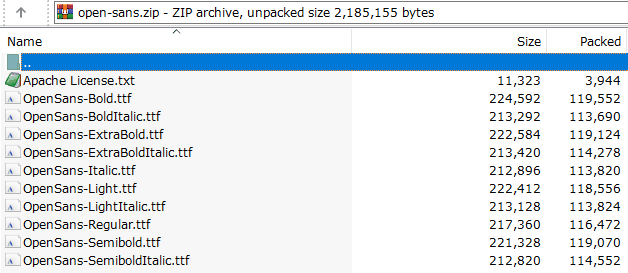 open-sans.zip - ZIP archive, unpacked size 2,185,155 bytes
Name Size Packed
..
Apache License.txt 11,323 3,944
OpenSans-Bold.ttf 224,592 119,552
OpenSans-BoldItalic.ttf 213,292 113,690
OpenSans-ExtraBold.ttf 222,584 119,124
OpenSans-ExtraBoldItalic.ttf 213,420 114,278
OpenSans-Italic.ttf 212,896 113,820
OpenSans-Light.ttf 222,412 118,556
OpenSans-LightItalic.ttf 213,128 113,824
OpenSans-Regular.ttf 217,360 116,472
OpenSans-Semibold.ttf 221,328 119,070
OpenSans-SemiboldItalic.ttf 212,820 114,552